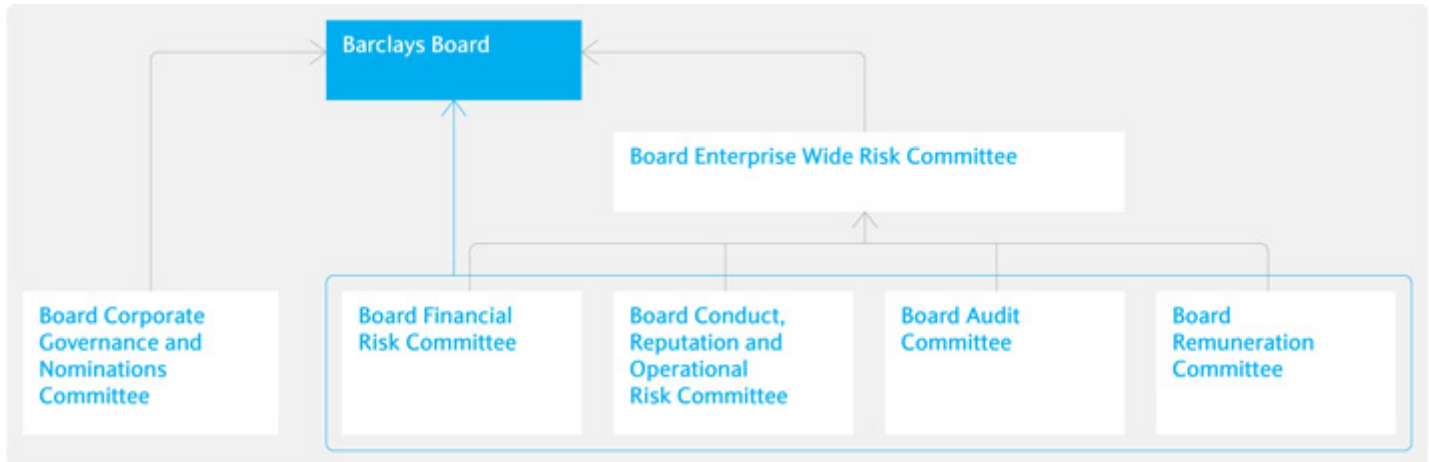 Barclays Board
Board Enterprise Wide Risk Committee
Board Corporate
Governance and
Nominations
Committee
Board Financial
Risk Committee
Board Conduct,
Reputation and
Operational
Risk Committee
Board Audit
Committee
Board
Remuneration
Committee